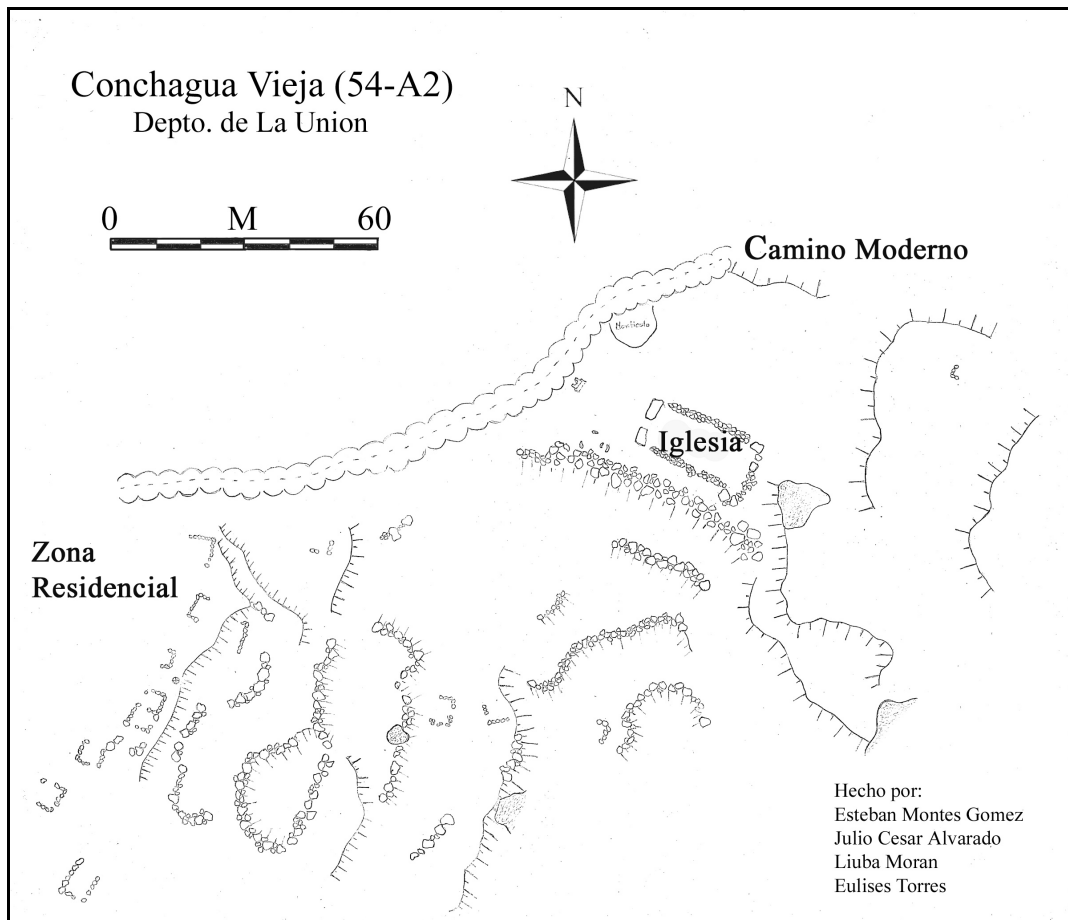 Conchagua Vieja (54-A2)
Depto. de La Union
N
0 M 60
Camino Moderno
Monticulo
Iglesia
Zona
Residencial
Hecho por:
Esteban Montes Gomez
Julio Cesar Alvarado
Liuba Moran
Eulises Torres